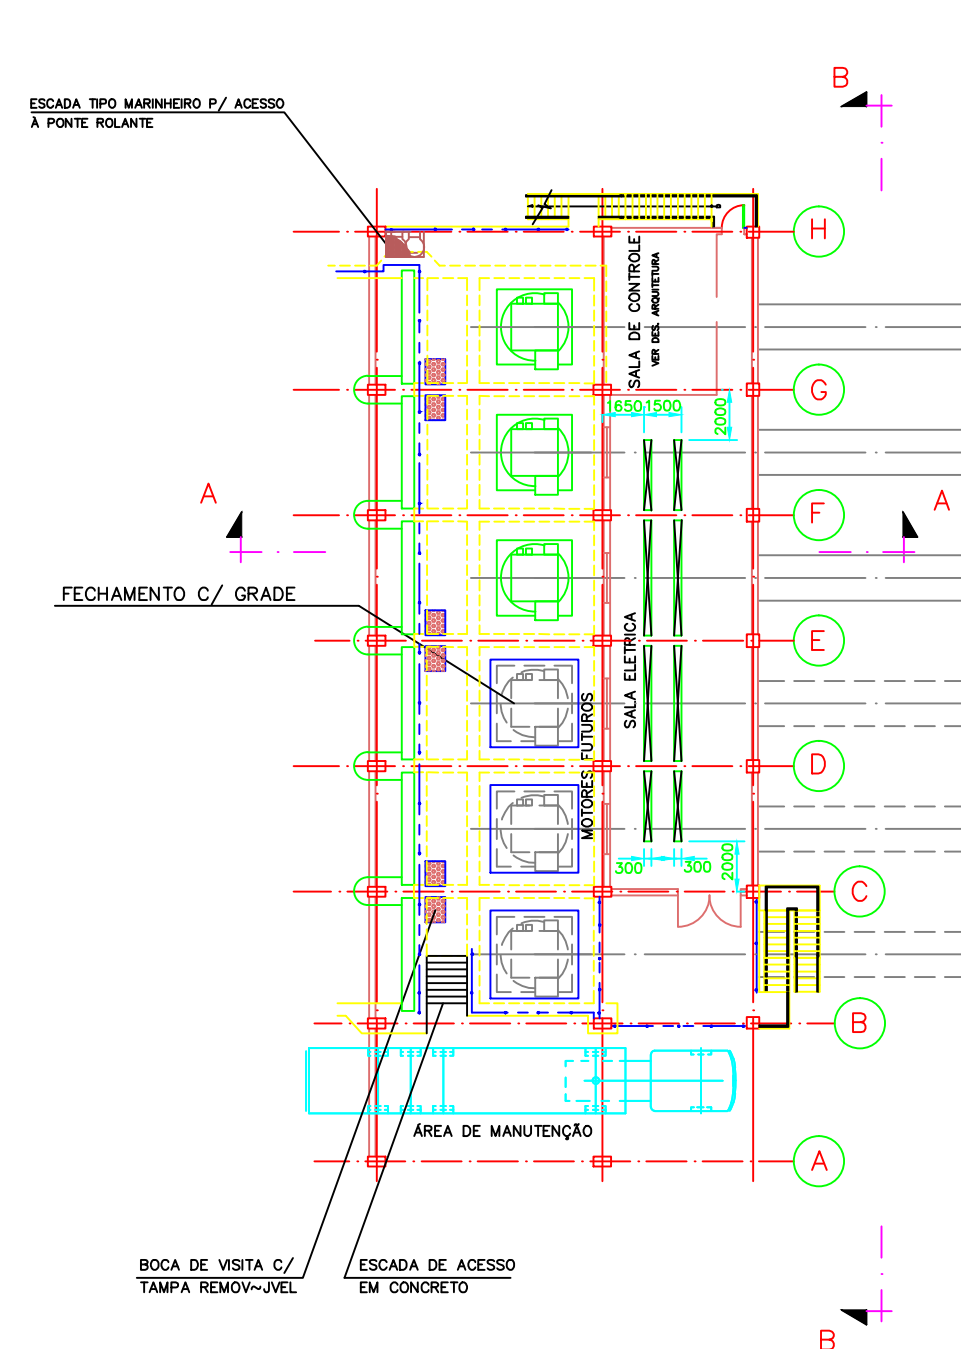 B
ESCADA TIPO MARINHEIRO P/ ACESSO
À PONTE ROLANTE
H
SALA DE CONTROLE
VER DES. ARQUITETURA
G
1650
1500
2000
A
A
F
FECHAMENTO C/ GRADE
E
SALA ELETRICA
MOTORES FUTUROS
D
300
300
2000
C
B
ÁREA DE MANUTENÇÃO
A
BOCA DE VISITA C/
TAMPA REMOV~JVEL
ESCADA DE ACESSO
EM CONCRETO
B